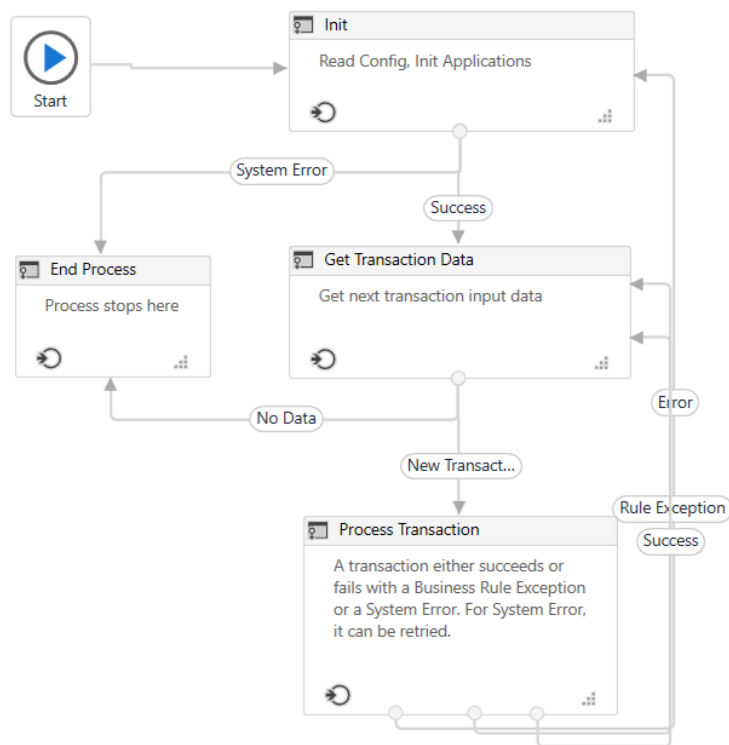 Init
Read Config, Init Applications
Start
System Error
Success
End Process
Process stops here
Get Transaction Data
Get next transaction input data
No Data
Error
New Transact...
Rule Exception
Process Transaction
Success
A transaction either succeeds or
fails with a Business Rule Exception
or a System Error. For System Error,
it can be retried.